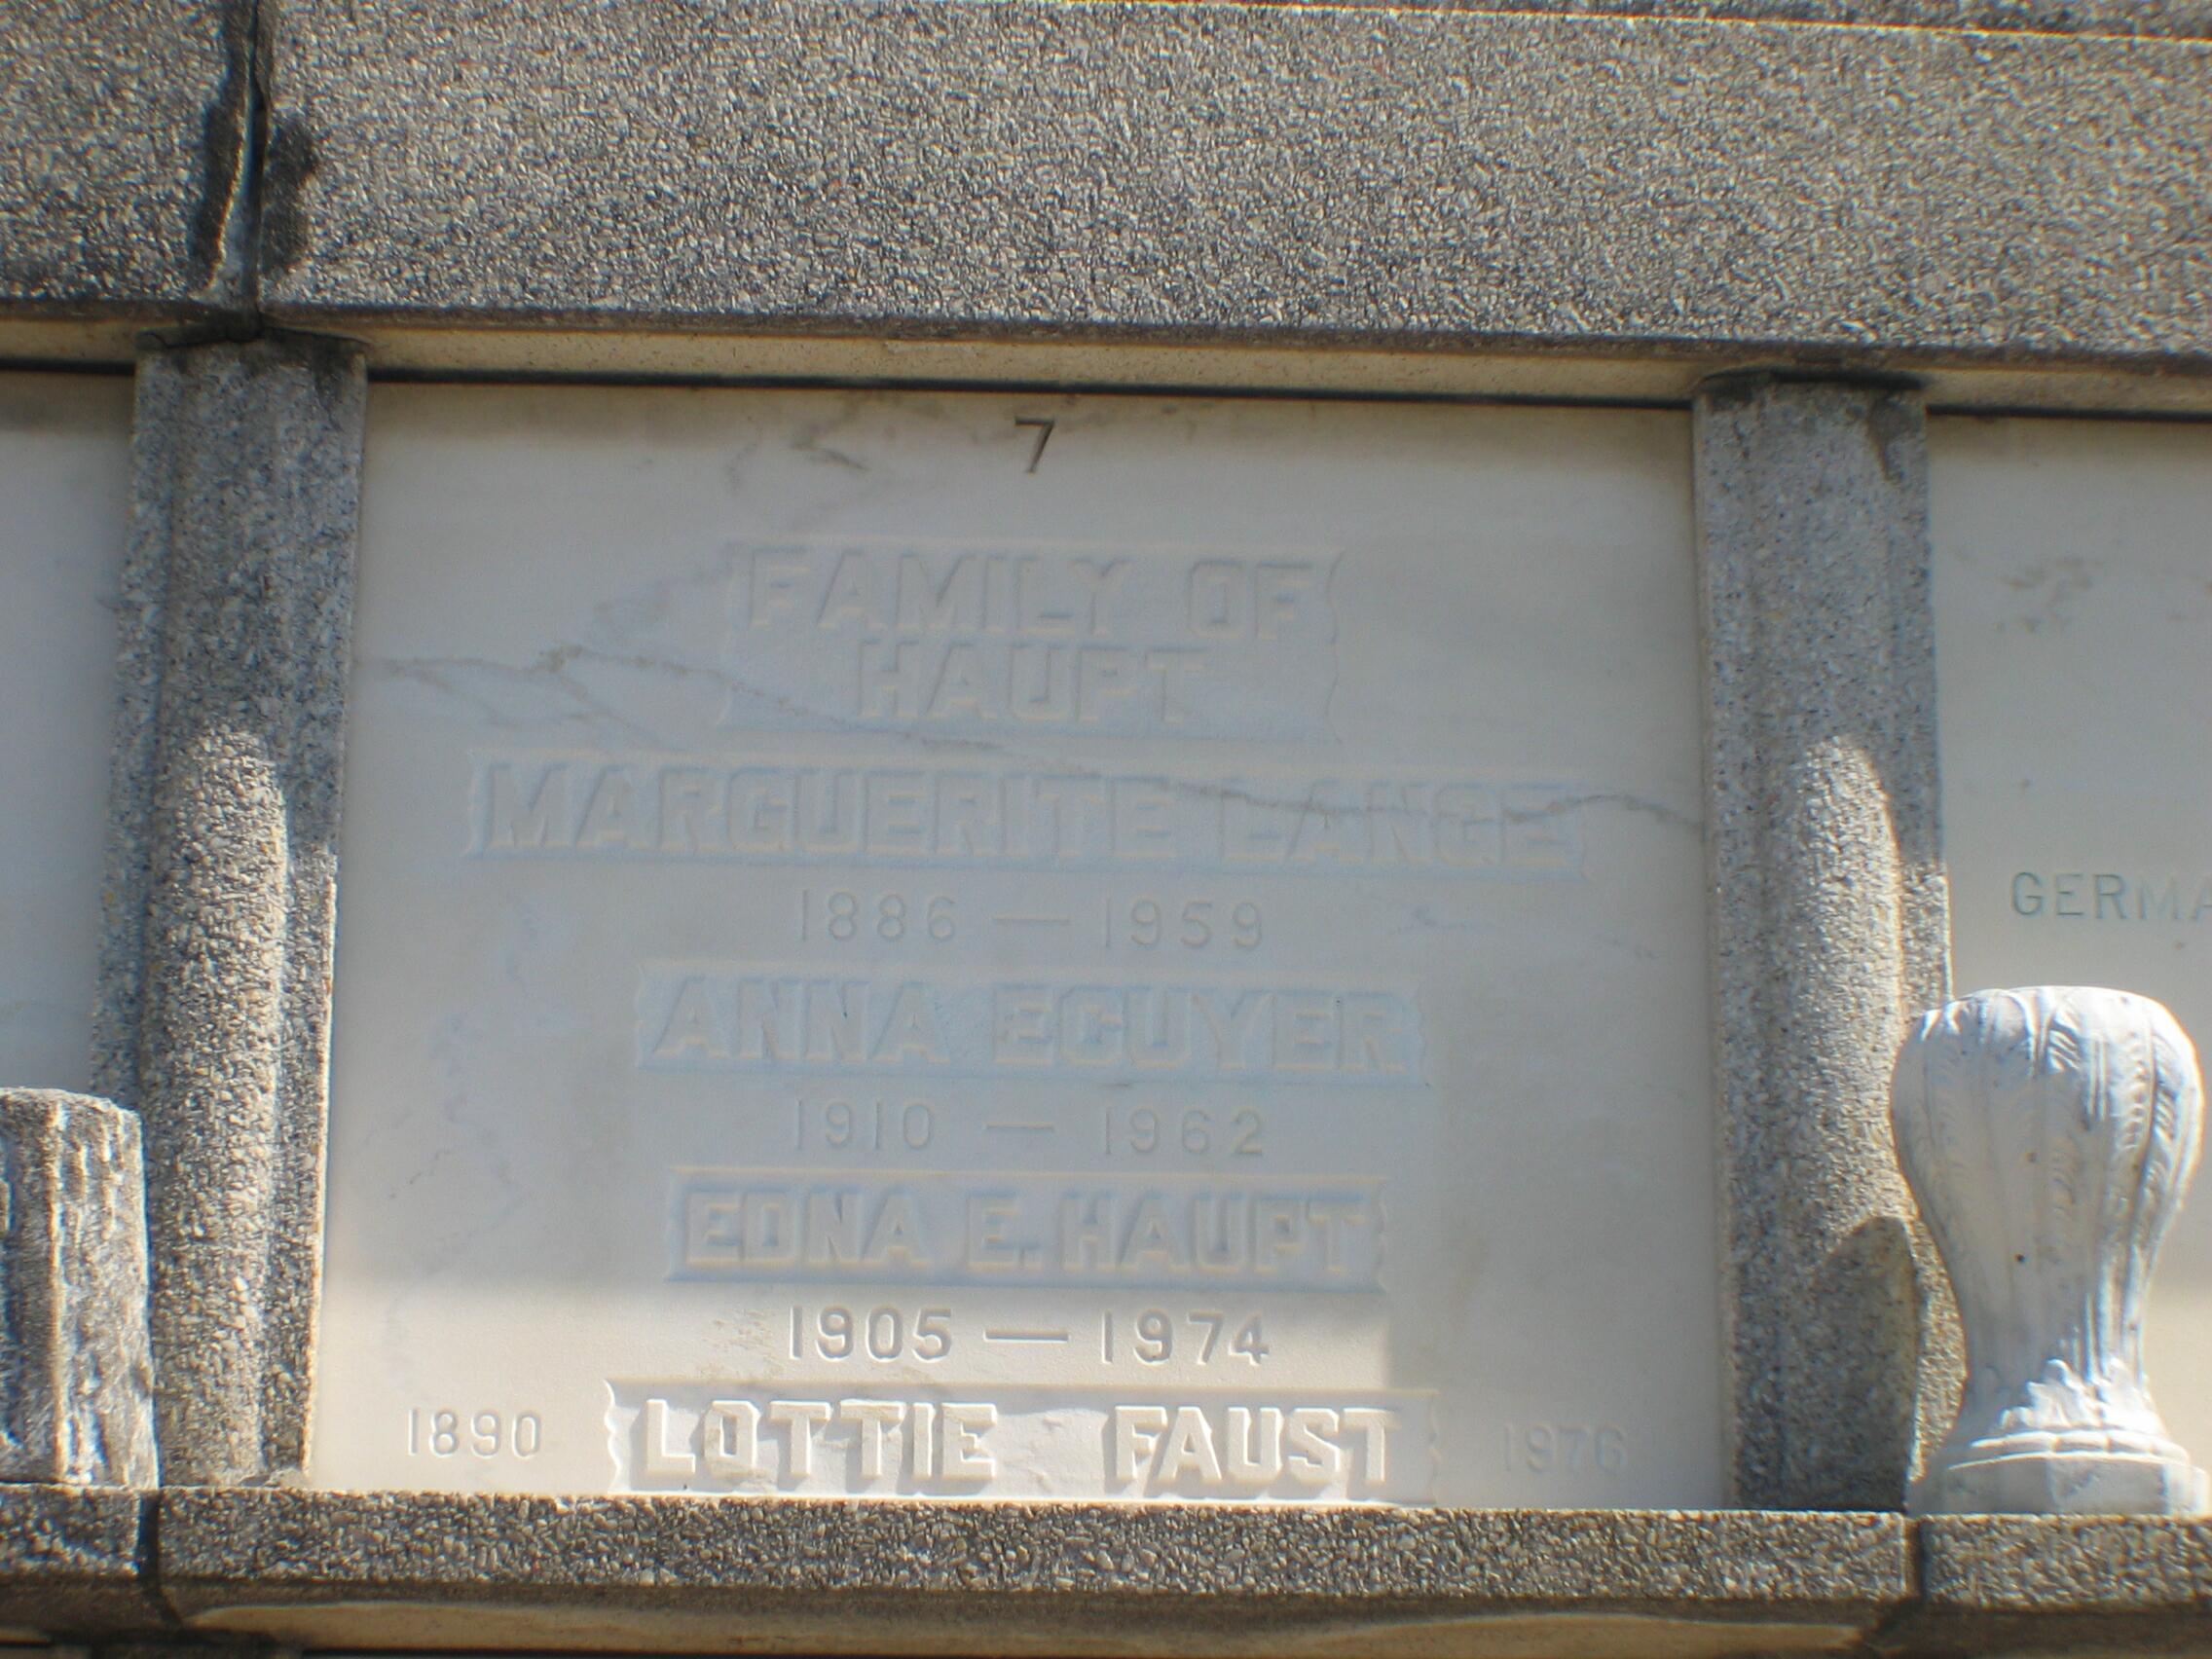 7
FAMILY OF
HAUPT
MARGUERITE LANGE
1886 — 1959
ANNA ECUYER
1910 — 1962
EDNA E. HAUPT
1905 — 1974
1890 LOTTIE FAUST 1976
GERMA